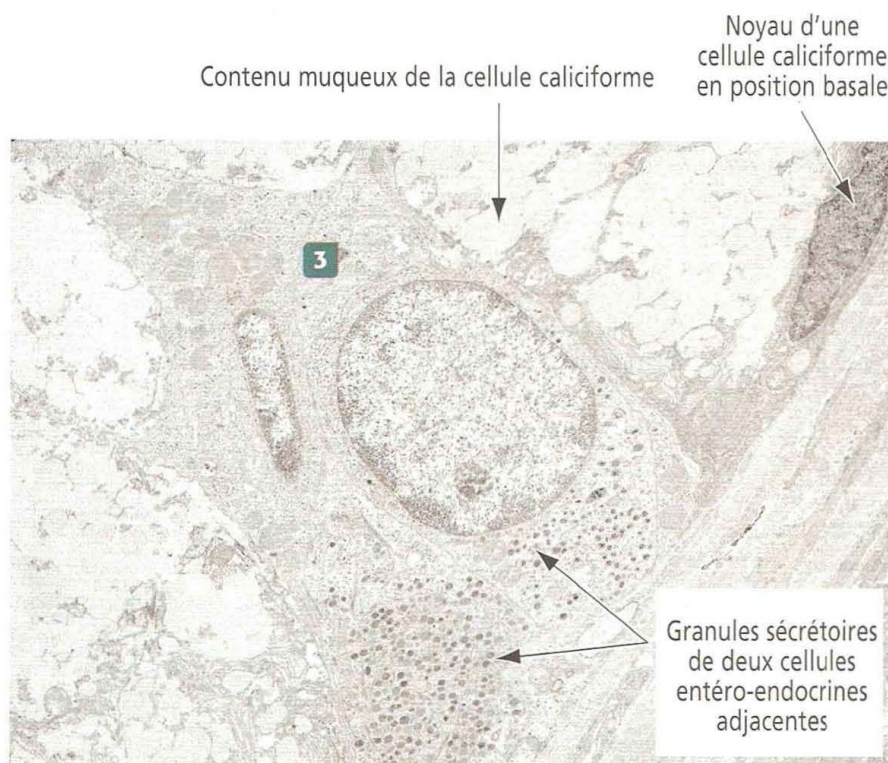 Noyau d'une
cellule caliciforme
en position basale
Contenu muqueux de la cellule caliciforme
3
Granules sécrétoires
de deux cellules
entéro-endocrines
adjacentes